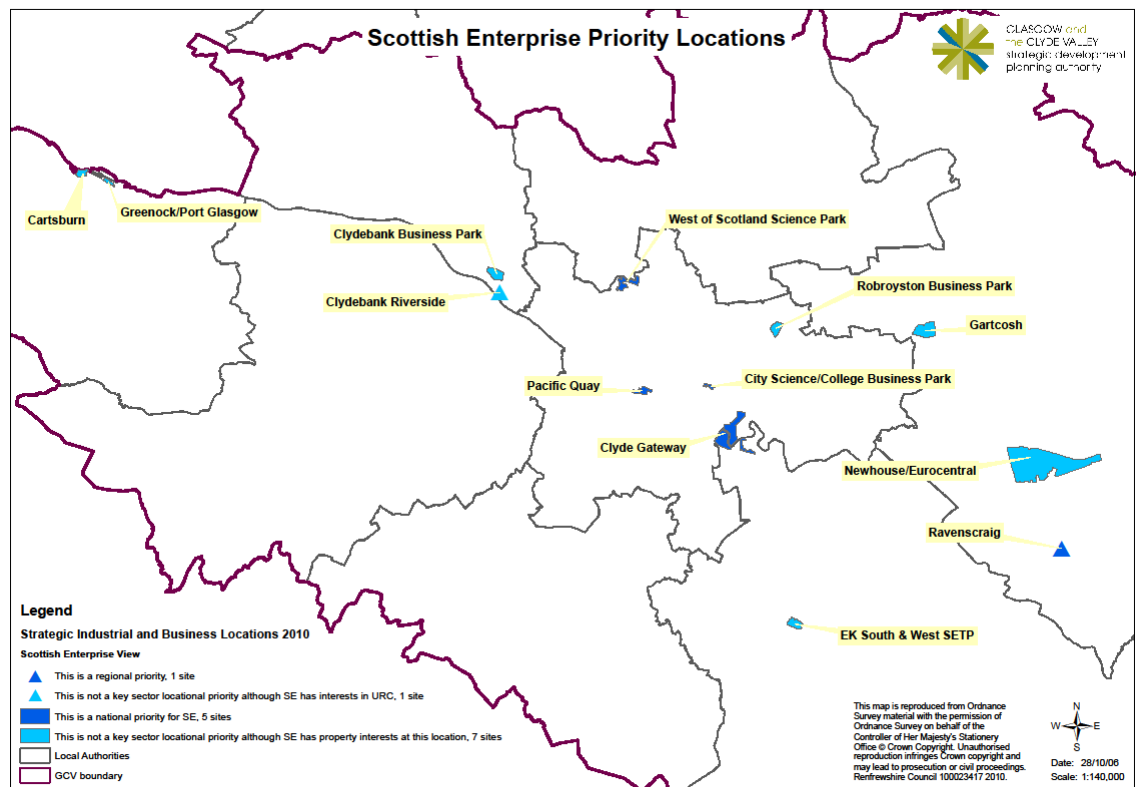 Scottish Enterprise Priority Locations
GLASGOW and
the CLYDE VALLEY
strategic development
planning authority
Cartsburn
Greenock/Port Glasgow
Clydebank Business Park
Clydebank Riverside
West of Scotland Science Park
Robroyston Business Park
Gartcosh
Pacific Quay
City Science/College Business Park
Clyde Gateway
Newhouse/Eurocentral
Ravenscraig
EK South & West SETP
Legend
Strategic Industrial and Business Locations 2010
Scottish Enterprise View
This is a regional priority, 1 site
This is not a key sector locational priority although SE has interests in URC, 1 site
This is a national priority for SE, 5 sites
This is not a key sector locational priority although SE has property interests at this location, 7 sites
Local Authorities
GCV boundary
This map is reproduced from Ordnance
Survey material with the permission of
Ordnance Survey on behalf of the
Controller of Her Majesty's Stationery
Office © Crown Copyright. Unauthorised
reproduction infringes Crown copyright and
may lead to prosecution or civil proceedings.
Renfrewshire Council 100023417 2010.
N
W E
S
Date: 28/10/06
Scale: 1:140,000